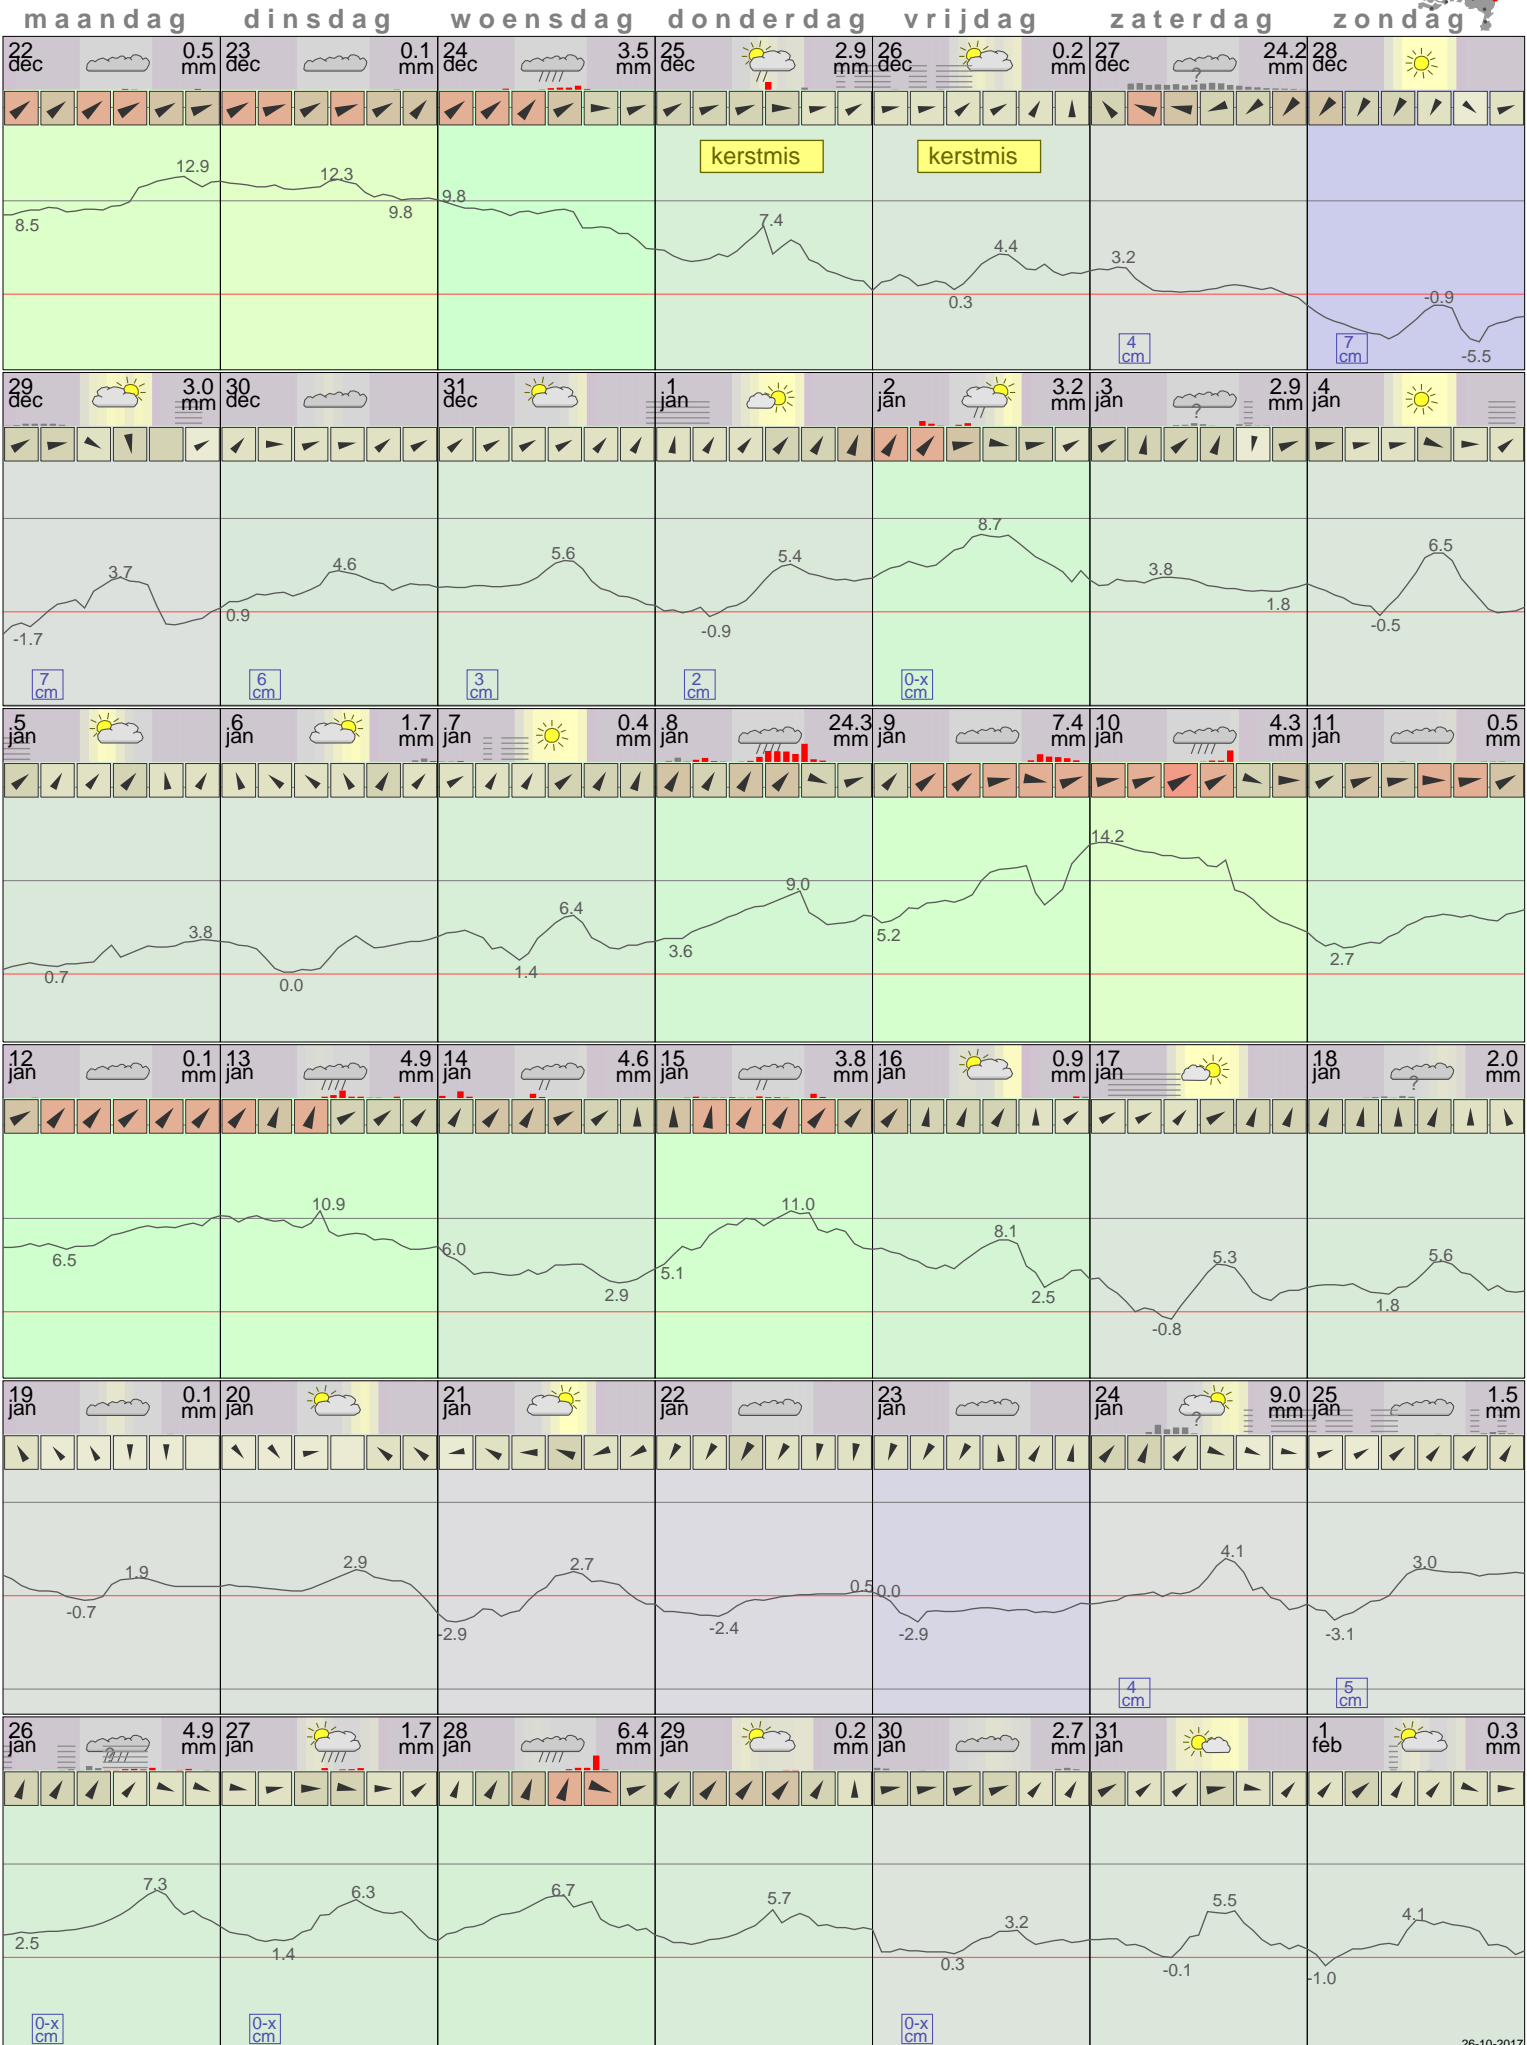 maandag dinsdag woensdag donderdag vrijdag zaterdag zondag
22 0.5 23 0.1 24 3.5 25 2.9 26 0.2 27 24.2 28
dec mm dec mm dec mm dec mm dec mm dec mm dec
?
kerstmis kerstmis
12.9 12.3 9.8 7.4 4.4 3.2 -0.9
8.5 9.8 0.3 -5.5
4 7
cm cm
29 3.0 30 31 1 2 3.2 3 2.9 4
dec mm dec dec jan jan mm jan mm jan
?
3.7 4.6 5.6 5.4 8.7 3.8 6.5
-1.7 0.9 -0.9 1.8 -0.5
7 6 3 2 0-x
cm cm cm cm cm
5 6 1.7 7 0.4 8 24.3 9 7.4 10 4.3 11 0.5
jan jan mm jan mm jan mm jan mm jan mm jan mm
3.8 6.4 9.0 14.2
0.7 0.0 1.4 3.6 5.2 2.7
12 0.1 13 4.9 14 4.6 15 3.8 16 0.9 17 18 2.0
jan mm jan mm jan mm jan mm jan mm jan jan mm
?
10.9 6.0 11.0 8.1 5.3 5.6
6.5 2.9 5.1 2.5 -0.8 1.8
19 0.1 20 21 22 23 24 9.0 25 1.5
jan mm jan jan jan jan jan mm jan mm
?
1.9 2.9 2.7 0.5 0.0 4.1 3.0
-0.7 -2.9 -2.4 -2.9 -3.1
4 5
cm cm
26 4.9 27 1.7 28 6.4 29 0.2 30 2.7 31 1 0.3
jan mm jan mm jan mm jan mm jan mm jan feb mm
?
7.3 6.3 6.7 5.7 3.2 5.5 4.1
2.5 1.4 0.3 -0.1 -1.0
0-x 0-x 0-x
cm cm cm
26-10-2017